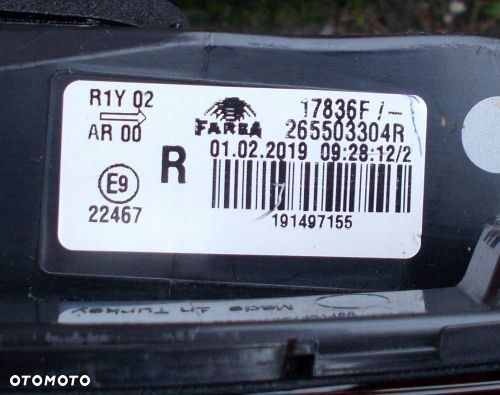 R1Y 02
AR 00
FARBA
17836F /-
265503304R
R
01.02.2019 09:28:12/2
E9
22467
191497155
Made in Turkey
OTOMOTO